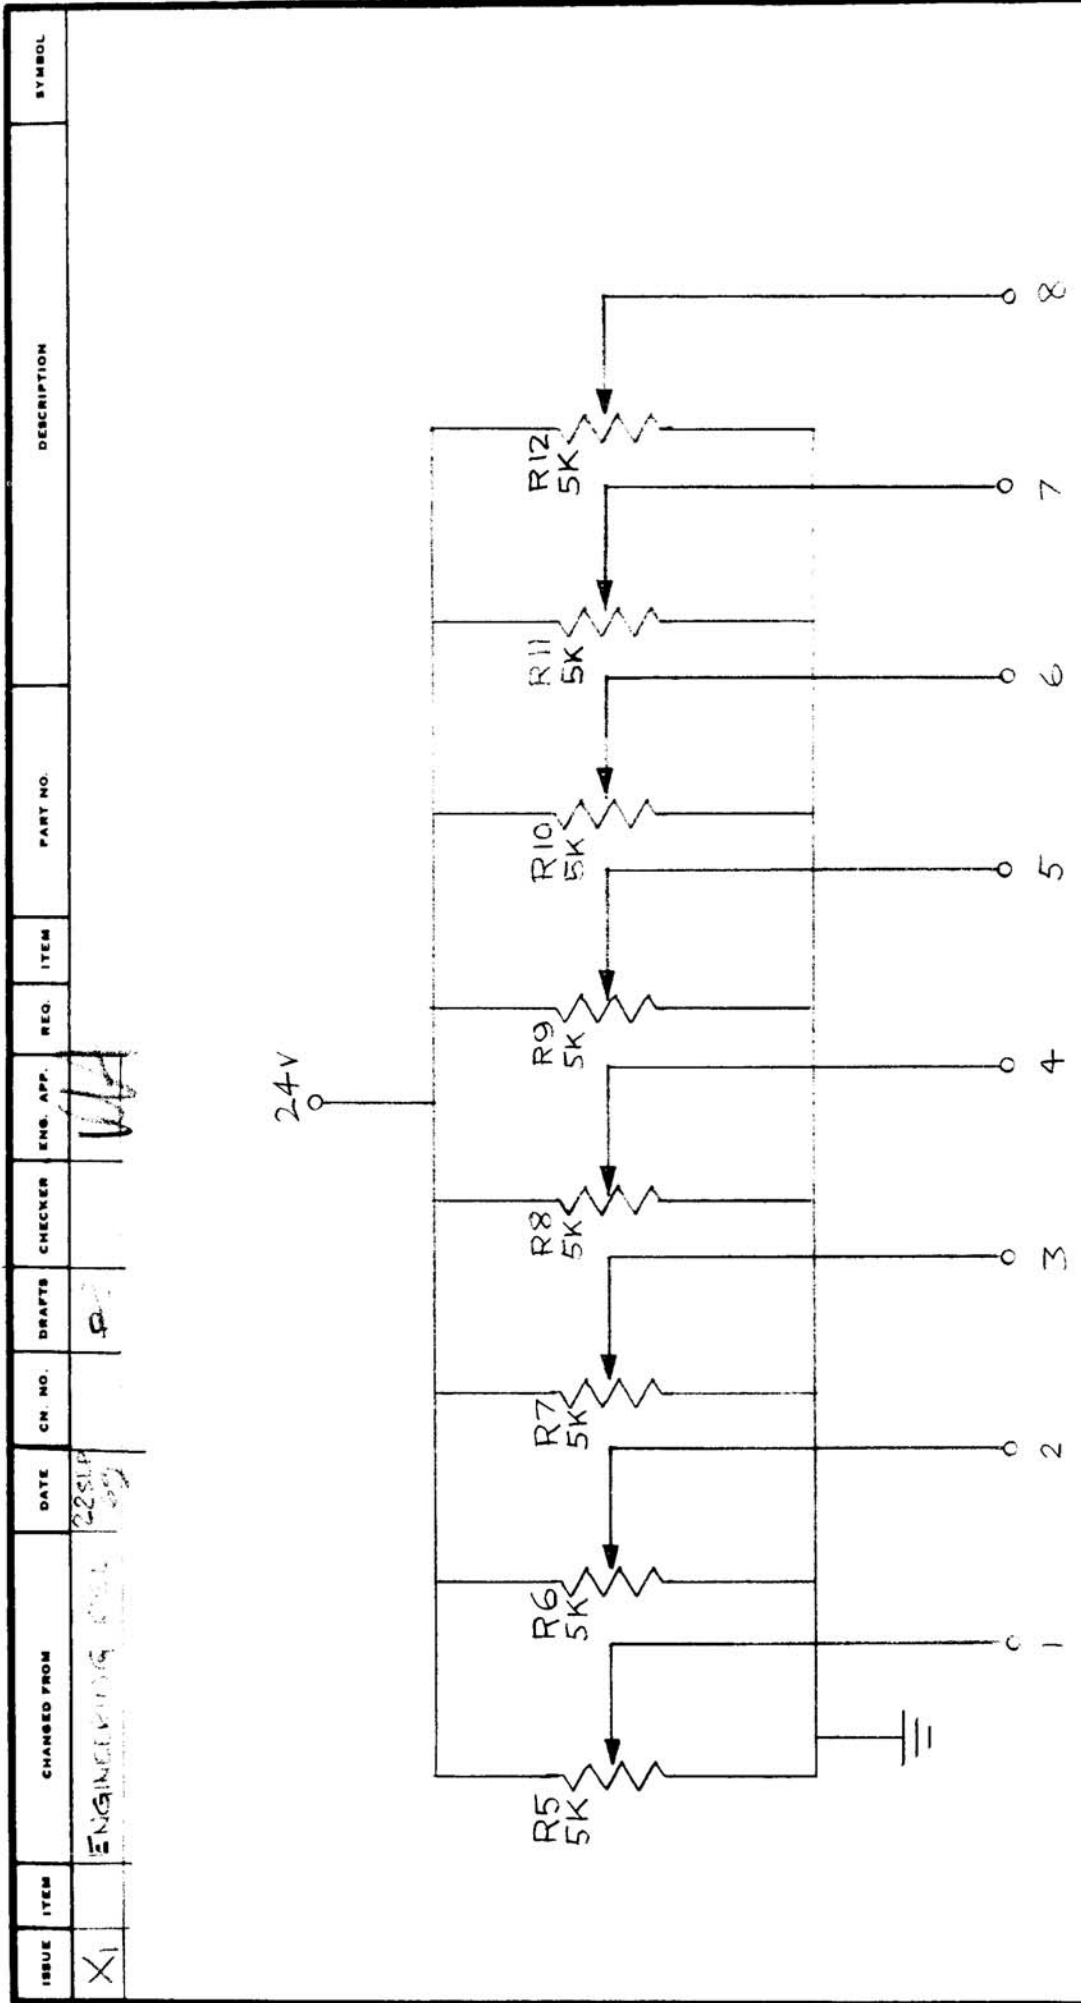 ISSUE ITEM CHANGED FROM DATE CN. NO. DRAFTS CHECKER ENG. APP. REQ. ITEM PART NO. DESCRIPTION SYMBOL
X1 ENGINEERING 22 SEP
24V
R5 R6 R7 R8 R9 R10 R11 R12
5K 5K 5K 5K 5K 5K 5K 5K
1 2 3 4 5 6 7 8